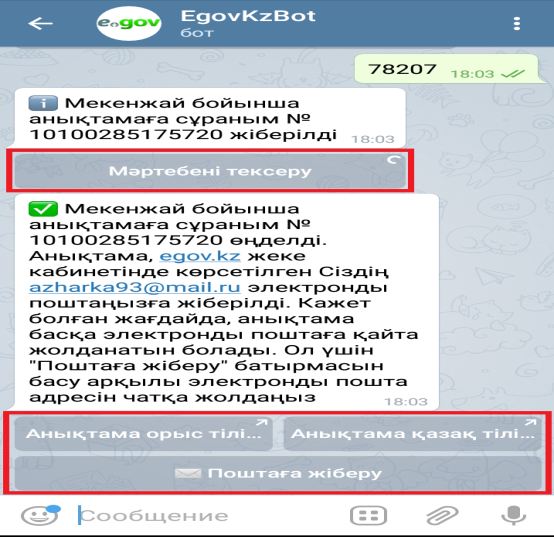 e.gov
EgovKzBot
бот
78207 18:03
Мекенжай бойынша
анықтамаға сұраным №
10100285175720 жіберілді 18:03
Мәртебені тексеру
Мекенжай бойынша
анықтамаға сұраным №
10100285175720 өңделді.
Анықтама, egov.kz жеке
кабинетінде көрсетілген Сіздің
azharka93@mail.ru электронды
поштаңызға жіберілді. Кажет
болған жағдайда, анықтама
басқа электронды поштаға қайта
жолданатын болады. Ол үшін
"Поштаға жіберу" батырмасын
басу арқылы электронды пошта
адресін чатқа жолдаңыз 18:03
Анықтама орыс тілі... Анықтама қазақ тілі...
Поштаға жіберу
Сообщение